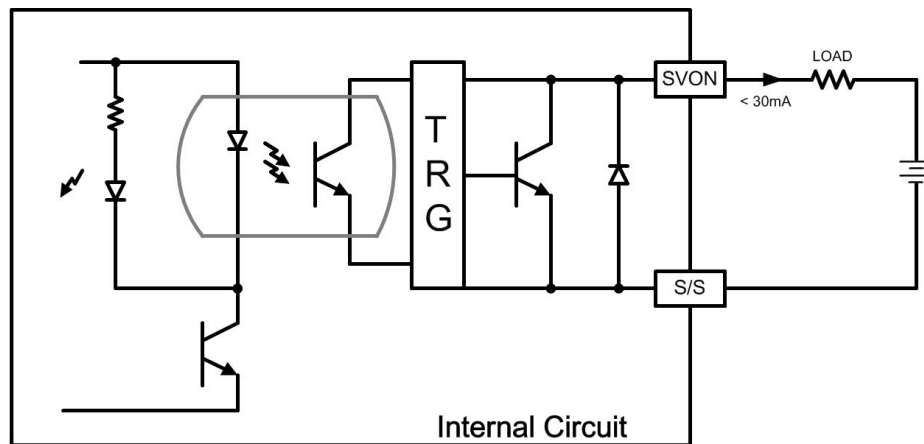 LOAD
SVON
< 30mA
T
R
G
S/S
Internal Circuit